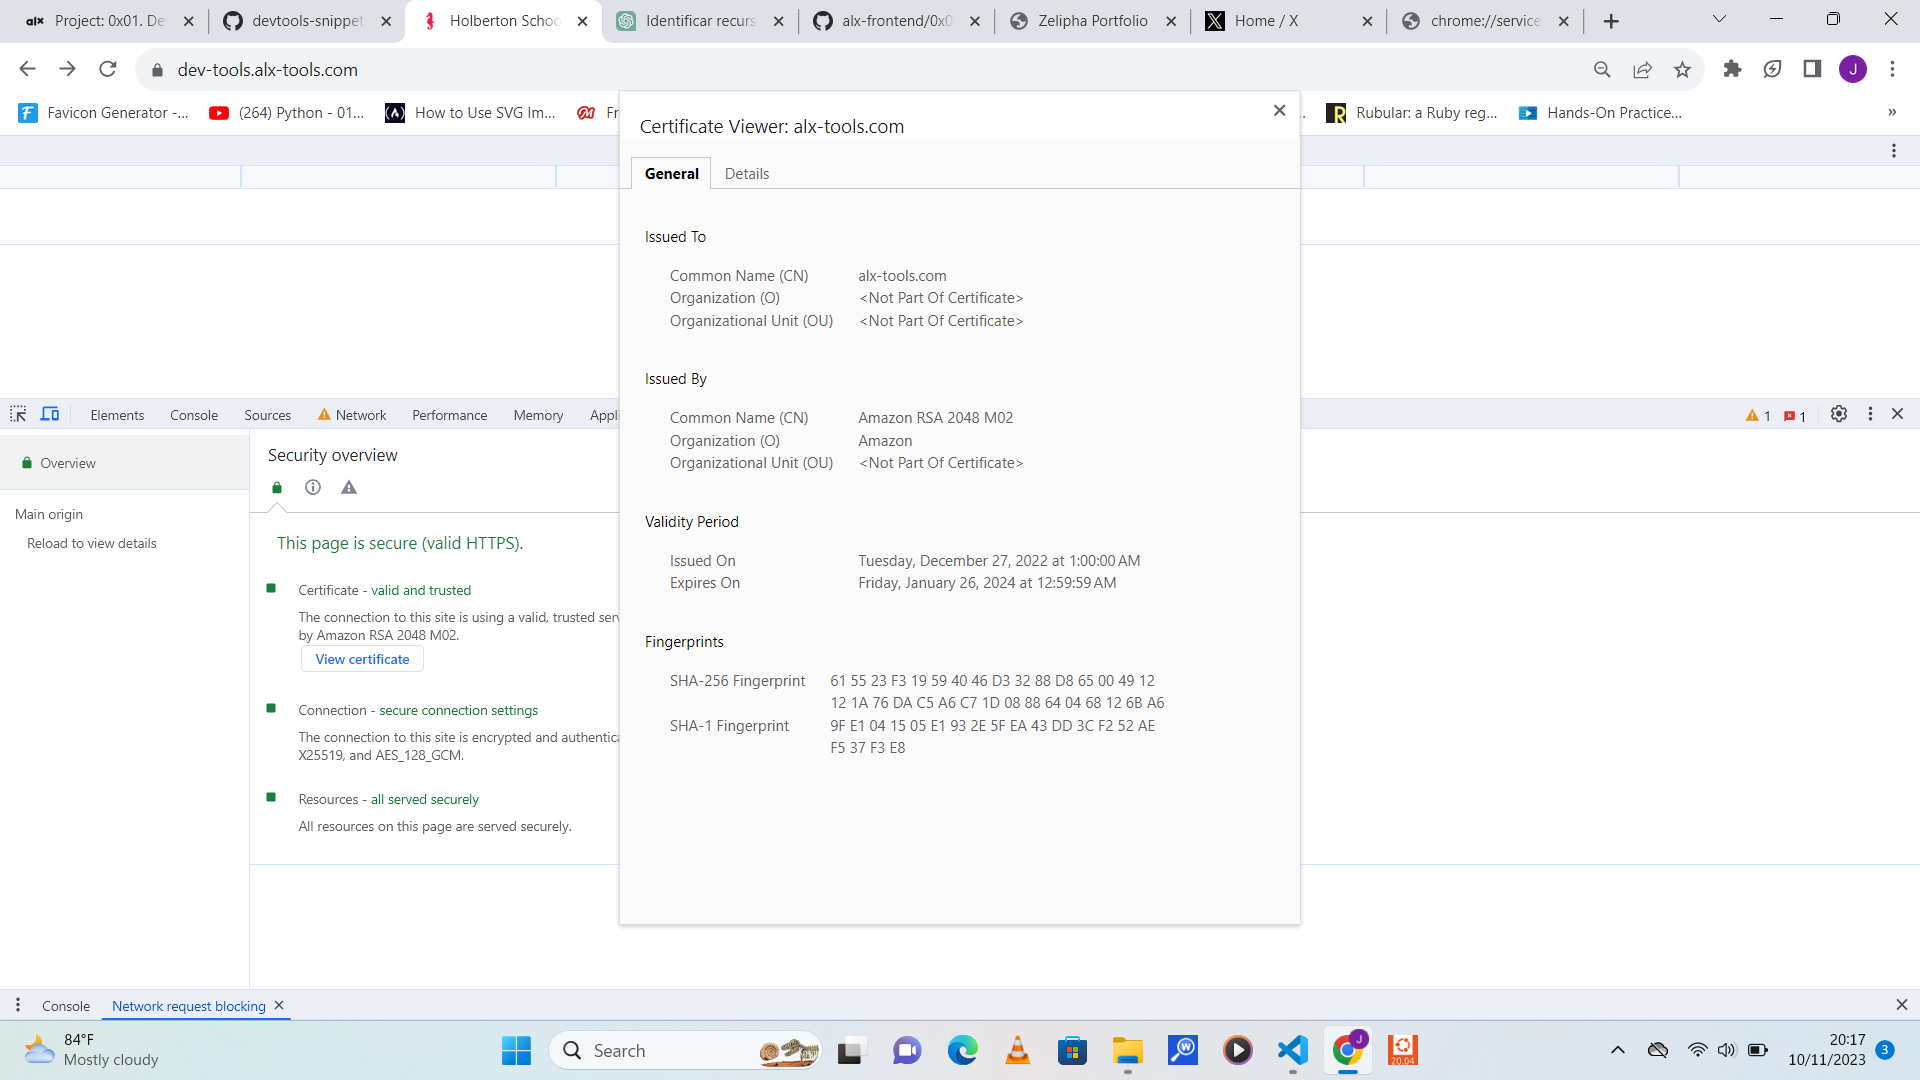 alx Project: 0x01. De
devtools-snippet
Holberton Schoo
Identificar recurs
alx-frontend/0x0
Zelipha Portfolio
Home / X
chrome://service
dev-tools.alx-tools.com
J
Favicon Generator -...
(264) Python - 01...
How to Use SVG Im...
Fr
Rubular: a Ruby reg...
Hands-On Practice...
»
Certificate Viewer: alx-tools.com
General
Details
Issued To
Common Name (CN) alx-tools.com
Organization (O) <Not Part Of Certificate>
Organizational Unit (OU) <Not Part Of Certificate>
Issued By
Common Name (CN) Amazon RSA 2048 M02
Organization (O) Amazon
Organizational Unit (OU) <Not Part Of Certificate>
Validity Period
Issued On Tuesday, December 27, 2022 at 1:00:00 AM
Expires On Friday, January 26, 2024 at 12:59:59 AM
Fingerprints
SHA-256 Fingerprint 61 55 23 F3 19 59 40 46 D3 32 88 D8 65 00 49 12
12 1A 76 DA C5 A6 C7 1D 08 88 64 04 68 12 6B A6
SHA-1 Fingerprint 9F E1 04 15 05 E1 93 2E 5F EA 43 DD 3C F2 52 AE
F5 37 F3 E8
Elements Console Sources Network Performance Memory Appl
1 1
Overview
Main origin
Reload to view details
Security overview
This page is secure (valid HTTPS).
Certificate - valid and trusted
The connection to this site is using a valid, trusted serv
by Amazon RSA 2048 M02.
View certificate
Connection - secure connection settings
The connection to this site is encrypted and authentica
X25519, and AES_128_GCM.
Resources - all served securely
All resources on this page are served securely.
Console
Network request blocking
84°F
Mostly cloudy
Search
W
J
20.04
20:17
10/11/2023
3